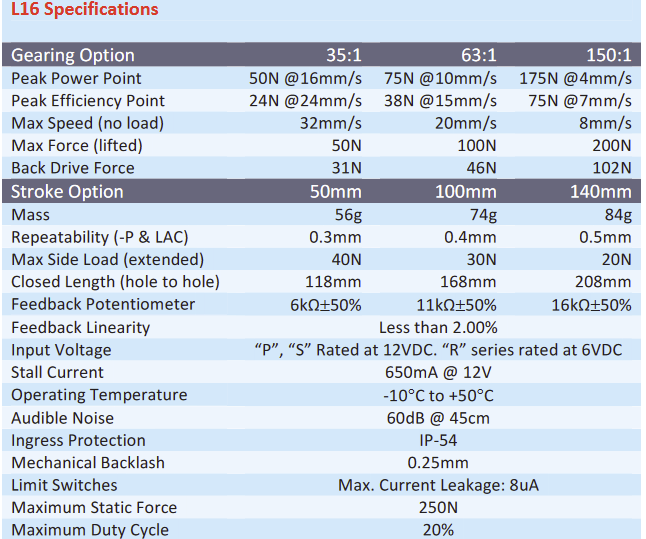 L16 Specifications
Gearing Option 35:1 63:1 150:1
Peak Power Point 50N @16mm/s 75N @10mm/s 175N @4mm/s
Peak Efficiency Point 24N @24mm/s 38N @15mm/s 75N @7mm/s
Max Speed (no load) 32mm/s 20mm/s 8mm/s
Max Force (lifted) 50N 100N 200N
Back Drive Force 31N 46N 102N
Stroke Option 50mm 100mm 140mm
Mass 56g 74g 84g
Repeatability (-P & LAC) 0.3mm 0.4mm 0.5mm
Max Side Load (extended) 40N 30N 20N
Closed Length (hole to hole) 118mm 168mm 208mm
Feedback Potentiometer 6kΩ±50% 11kΩ±50% 16kΩ±50%
Feedback Linearity Less than 2.00%
Input Voltage “P”, “S” Rated at 12VDC. “R” series rated at 6VDC
Stall Current 650mA @ 12V
Operating Temperature -10°C to +50°C
Audible Noise 60dB @ 45cm
Ingress Protection IP-54
Mechanical Backlash 0.25mm
Limit Switches Max. Current Leakage: 8uA
Maximum Static Force 250N
Maximum Duty Cycle 20%